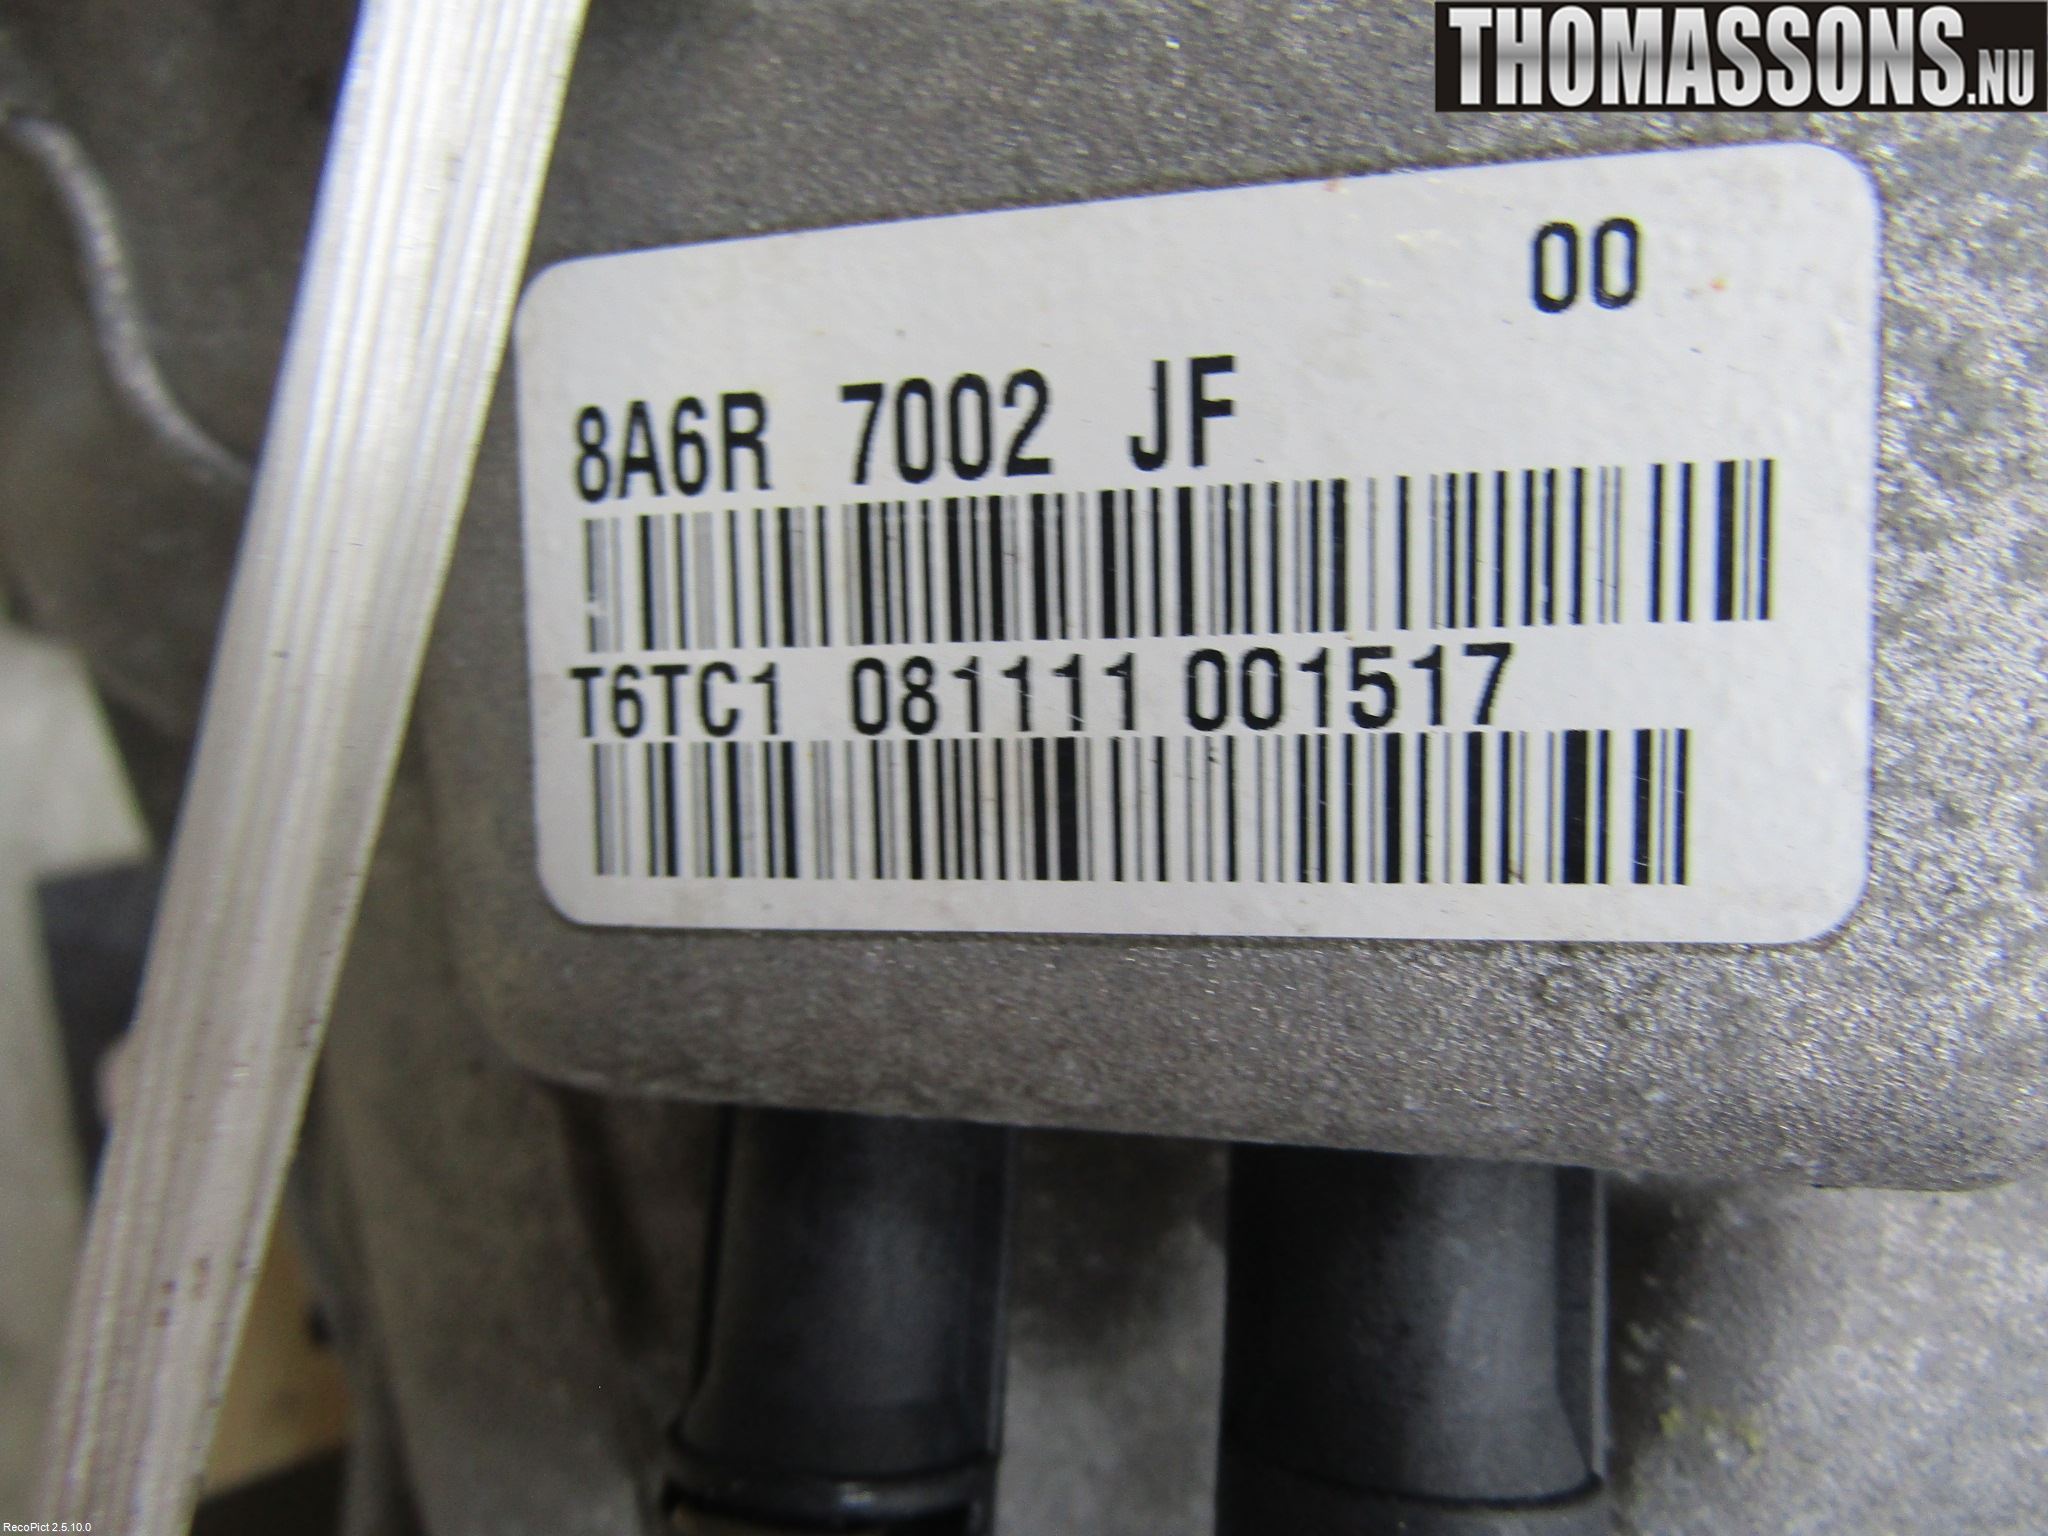 THOMASSONS.NU
00
8A6R 7002 JF
T6TC1 081111 001517
RecoPict 2.5.10.0